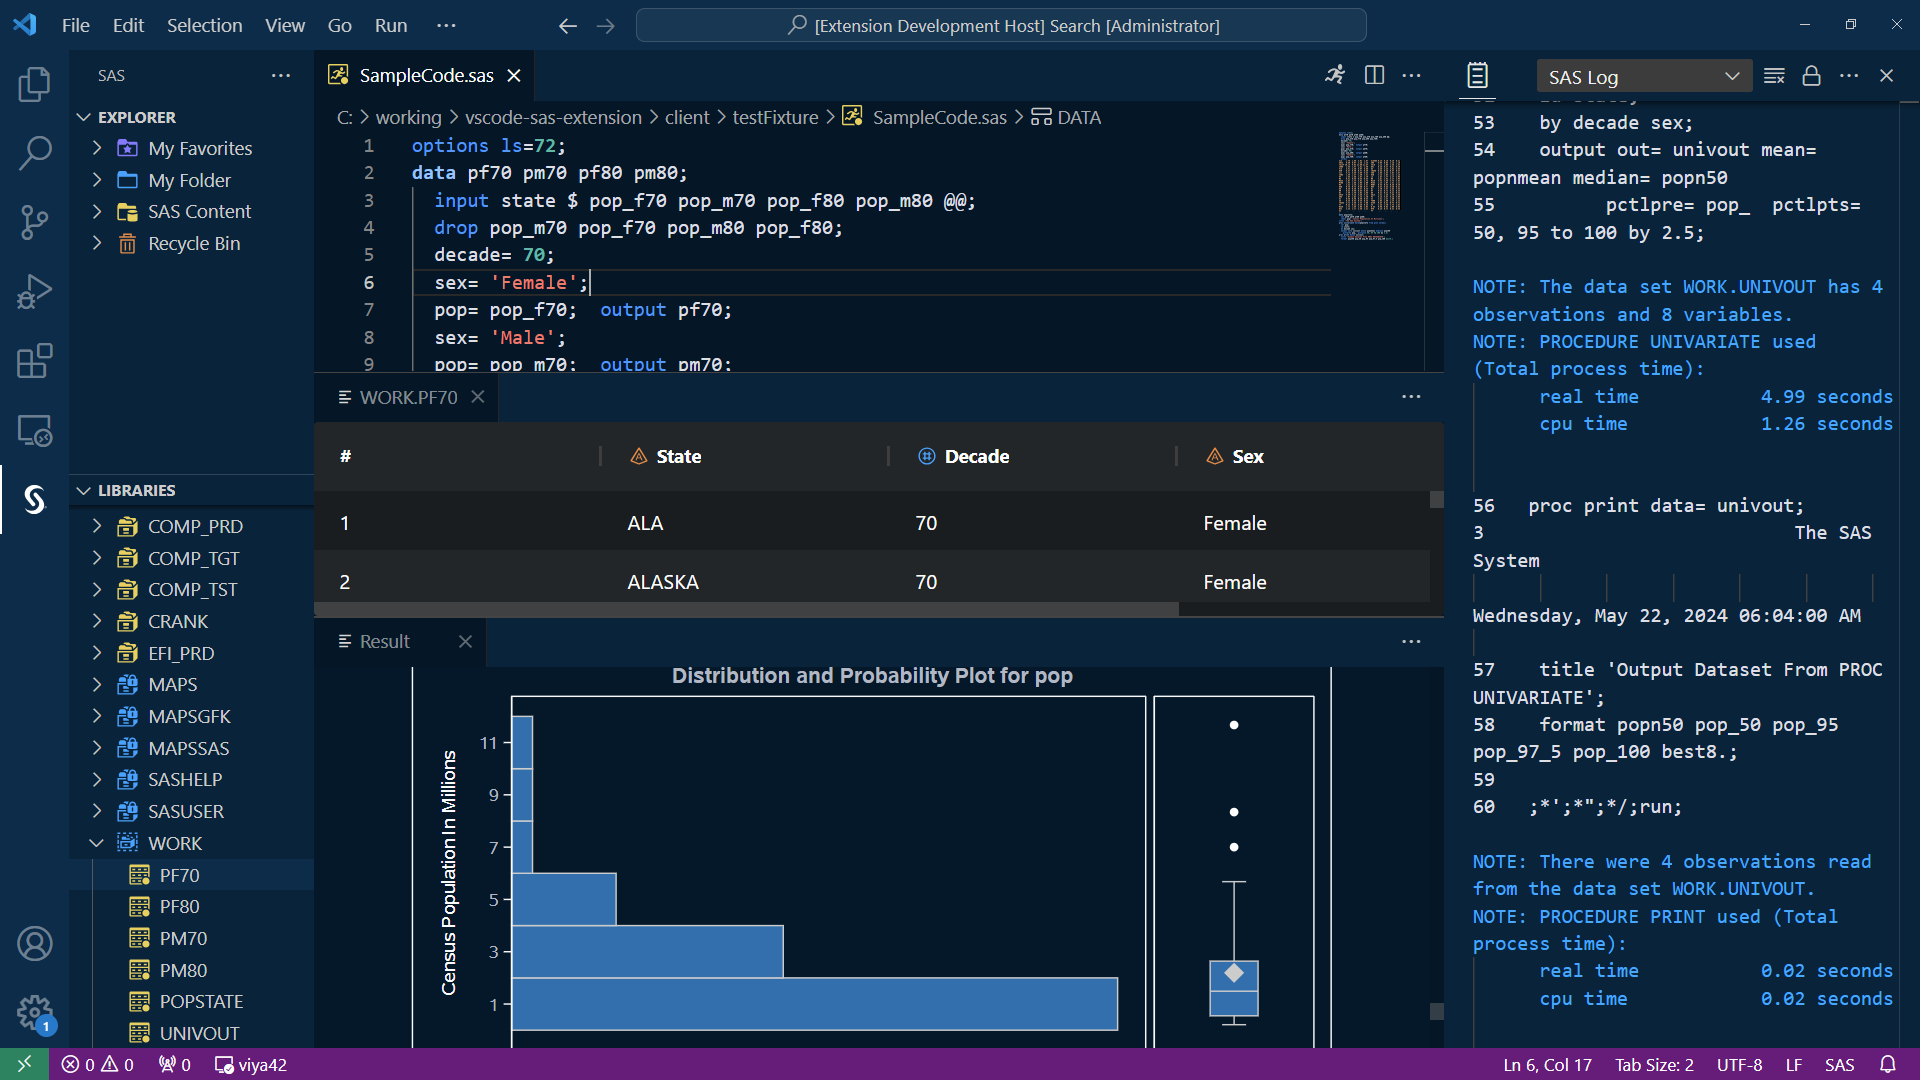 File Edit Selection View Go Run ···
[Extension Development Host] Search [Administrator]
SAS
EXPLORER
My Favorites
My Folder
SAS Content
Recycle Bin
LIBRARIES
COMP_PRD
COMP_TGT
COMP_TST
CRANK
EFI_PRD
MAPS
MAPSGFK
MAPSSAS
SASHELP
SASUSER
WORK
PF70
PF80
PM70
PM80
POPSTATE
UNIVOUT
1
SampleCode.sas
C: > working > vscode-sas-extension > client > testFixture > SampleCode.sas > DATA
1 options ls=72;
2 data pf70 pm70 pf80 pm80;
3 input state $ pop_f70 pop_m70 pop_f80 pop_m80 @@;
4 drop pop_m70 pop_f70 pop_m80 pop_f80;
5 decade= 70;
6 sex= 'Female';
7 pop= pop_f70; output pf70;
8 sex= 'Male';
9 pop= pop_m70; output pm70;
WORK.PF70
# State Decade Sex
1 ALA 70 Female
2 ALASKA 70 Female
Result
Distribution and Probability Plot for pop
Census Population In Millions
11
9
7
5
3
1
SAS Log
53 by decade sex;
54 output out= univout mean=
popnmean median= popn50
55 pctlpre= pop_ pctlpts=
50, 95 to 100 by 2.5;
NOTE: The data set WORK.UNIVOUT has 4
observations and 8 variables.
NOTE: PROCEDURE UNIVARIATE used
(Total process time):
real time 4.99 seconds
cpu time 1.26 seconds
56 proc print data= univout;
3 The SAS
System
Wednesday, May 22, 2024 06:04:00 AM
57 title 'Output Dataset From PROC
UNIVARIATE';
58 format popn50 pop_50 pop_95
pop_97_5 pop_100 best8.;
59
60 ;*';*";*/;run;
NOTE: There were 4 observations read
from the data set WORK.UNIVOUT.
NOTE: PROCEDURE PRINT used (Total
process time):
real time 0.02 seconds
cpu time 0.02 seconds
0 0 0 viya42
Ln 6, Col 17 Tab Size: 2 UTF-8 LF SAS